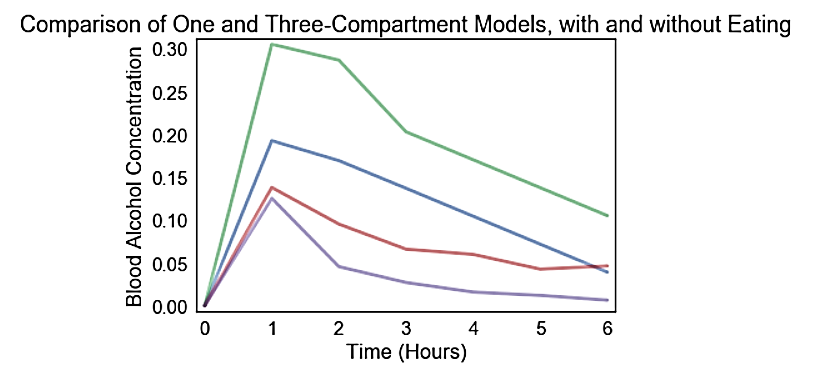 Comparison of One and Three-Compartment Models, with and without Eating
Blood Alcohol Concentration
0.30
0.25
0.20
0.15
0.10
0.05
0.00
0 1 2 3 4 5 6
Time (Hours)